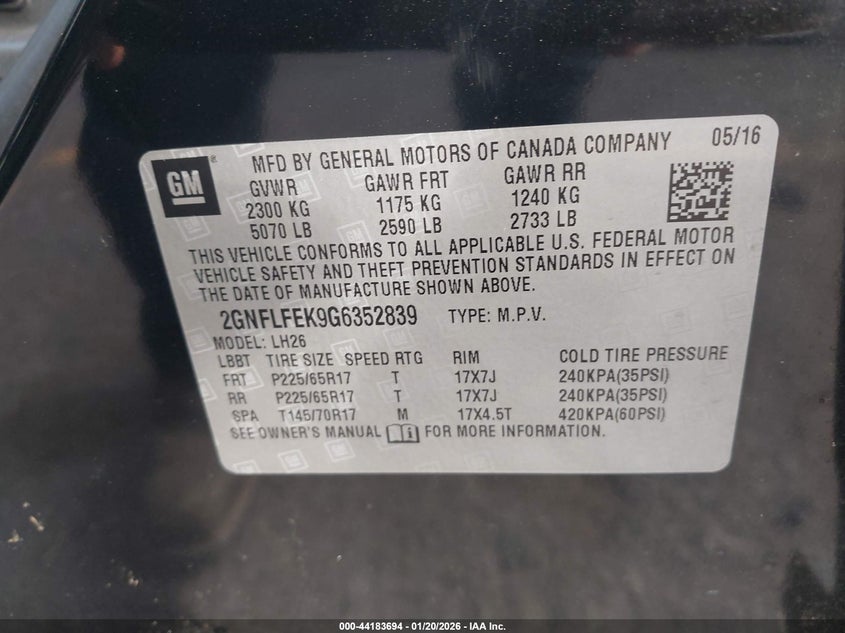 GM ® MFD BY GENERAL MOTORS OF CANADA COMPANY 05/16
GVWR GAWR FRT GAWR RR
2300 KG 1175 KG 1240 KG
5070 LB 2590 LB 2733 LB
THIS VEHICLE CONFORMS TO ALL APPLICABLE U.S. FEDERAL MOTOR
VEHICLE SAFETY AND THEFT PREVENTION STANDARDS IN EFFECT ON
THE DATE OF MANUFACTURE SHOWN ABOVE.
2GNFLFEK9G6352839 TYPE: M.P.V.
MODEL: LH26
LBBT TIRE SIZE SPEED RTG RIM COLD TIRE PRESSURE
FRT P225/65R17 T 17X7J 240KPA(35PSI)
RR P225/65R17 T 17X7J 240KPA(35PSI)
SPA T145/70R17 M 17X4.5T 420KPA(60PSI)
SEE OWNER'S MANUAL FOR MORE INFORMATION.
000-44183694 - 01/20/2026 - IAA Inc.